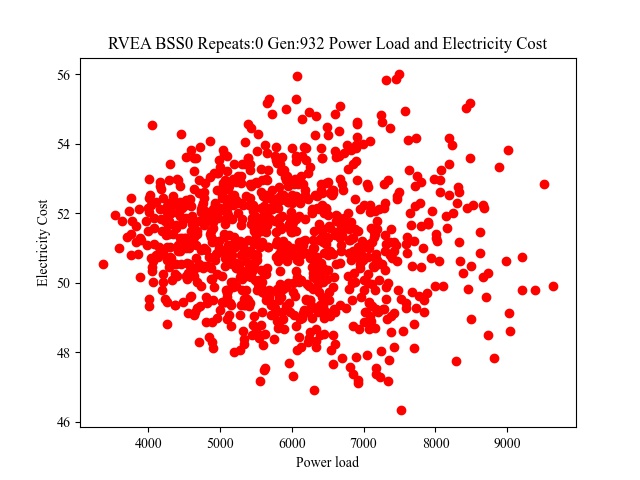 RVEA BSS0 Repeats:0 Gen:932 Power Load and Electricity Cost
56
54
52
50
48
46
Electricity Cost
4000 5000 6000 7000 8000 9000
Power load